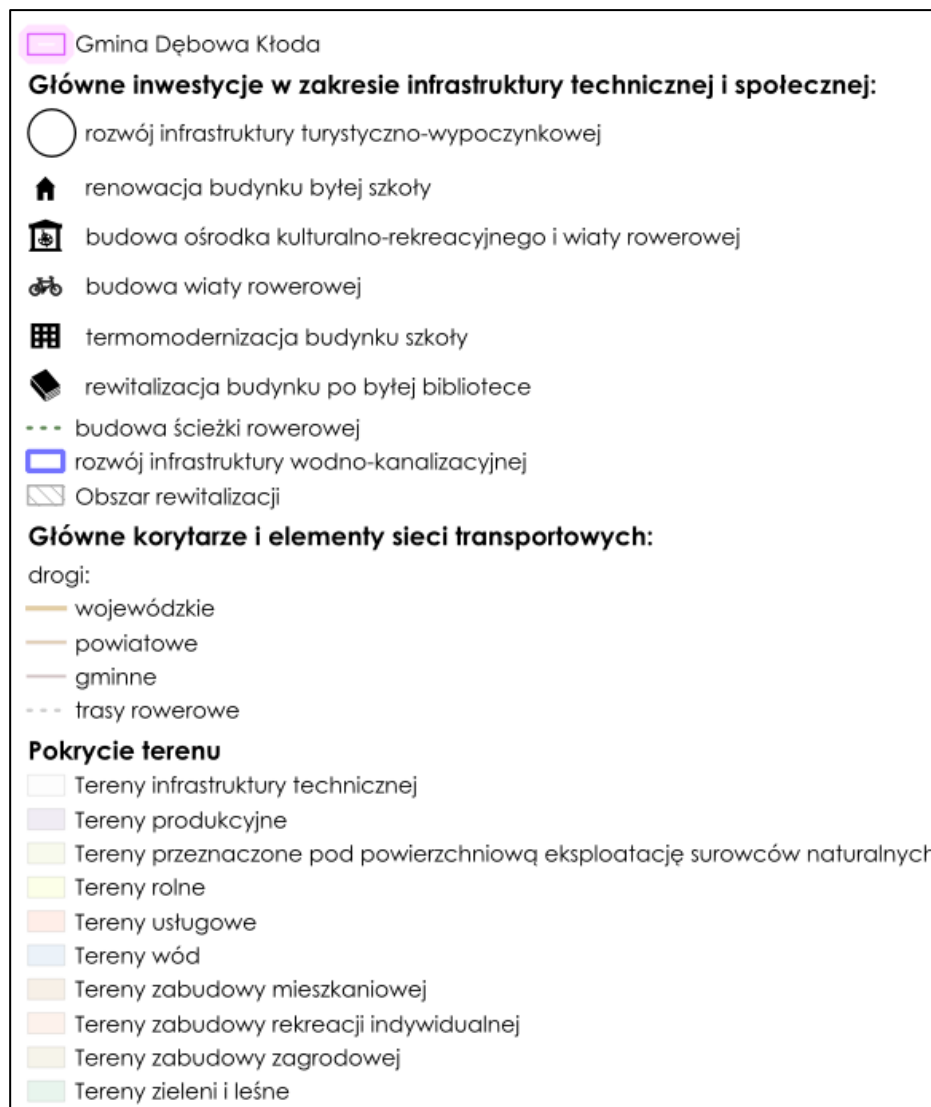 Gmina Dębowa Kłoda
Główne inwestycje w zakresie infrastruktury technicznej i społecznej:
rozwój infrastruktury turystyczno-wypoczynkowej
renowacja budynku byłej szkoły
budowa ośrodka kulturalno-rekreacyjnego i wiaty rowerowej
budowa wiaty rowerowej
termomodernizacja budynku szkoły
rewitalizacja budynku po byłej bibliotece
budowa ścieżki rowerowej
rozwój infrastruktury wodno-kanalizacyjnej
Obszar rewitalizacji
Główne korytarze i elementy sieci transportowych:
drogi:
wojewódzkie
powiatowe
gminne
trasy rowerowe
Pokrycie terenu
Tereny infrastruktury technicznej
Tereny produkcyjne
Tereny przeznaczone pod powierzchniową eksploatację surowców naturalnych
Tereny rolne
Tereny usługowe
Tereny wód
Tereny zabudowy mieszkaniowej
Tereny zabudowy rekreacji indywidualnej
Tereny zabudowy zagrodowej
Tereny zieleni i leśne